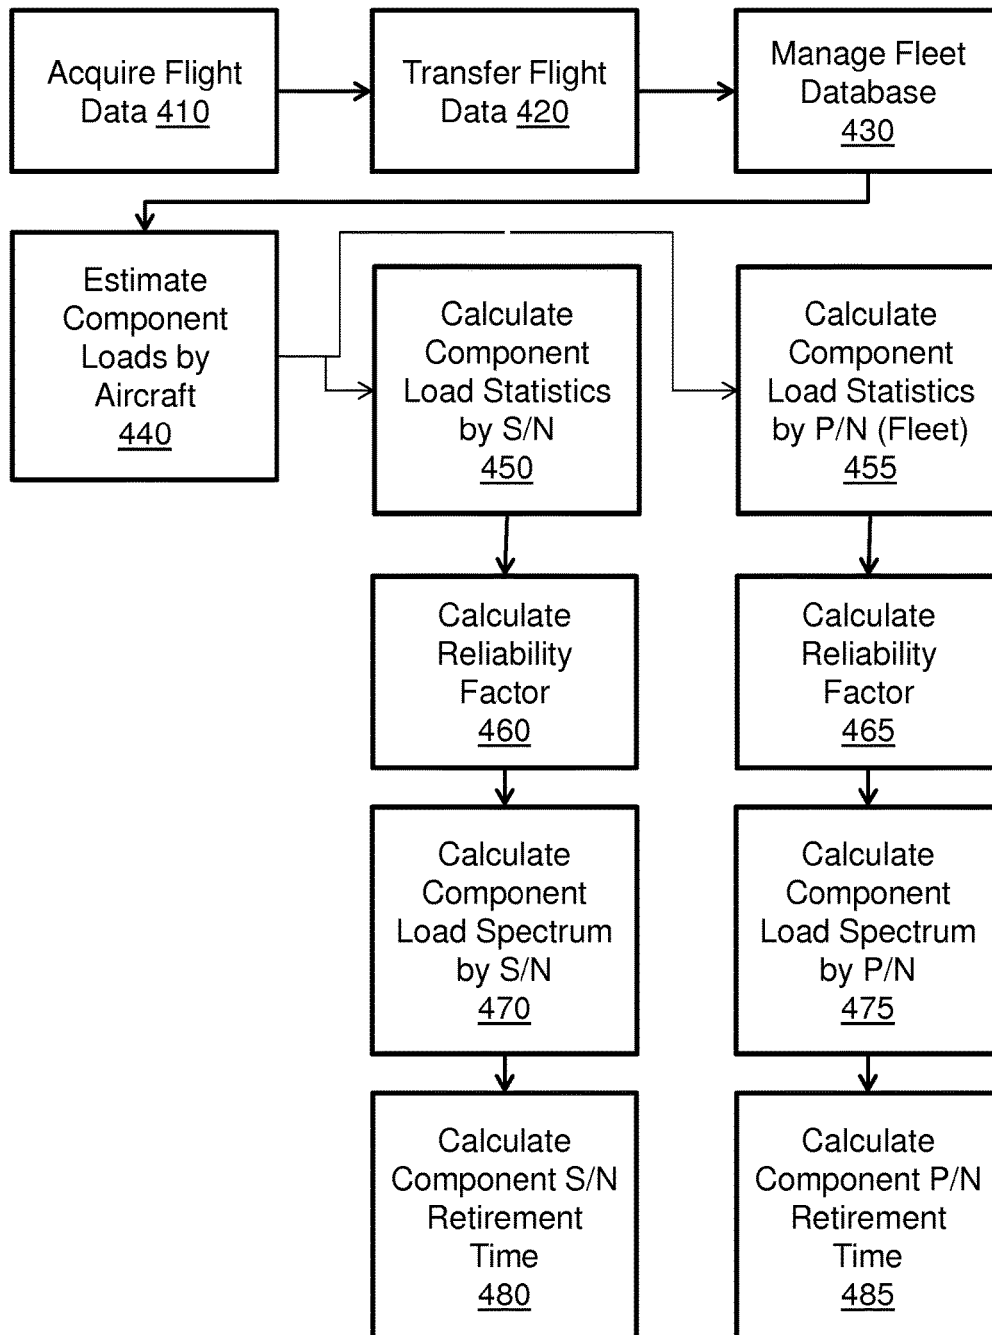 Acquire Flight
Data 410
Transfer Flight
Data 420
Manage Fleet
Database
430
Estimate
Component
Loads by
Aircraft
440
Calculate
Component
Load Statistics
by S/N
450
Calculate
Component
Load Statistics
by P/N (Fleet)
455
Calculate
Reliability
Factor
460
Calculate
Reliability
Factor
465
Calculate
Component
Load Spectrum
by S/N
470
Calculate
Component
Load Spectrum
by P/N
475
Calculate
Component S/N
Retirement
Time
480
Calculate
Component P/N
Retirement
Time
485